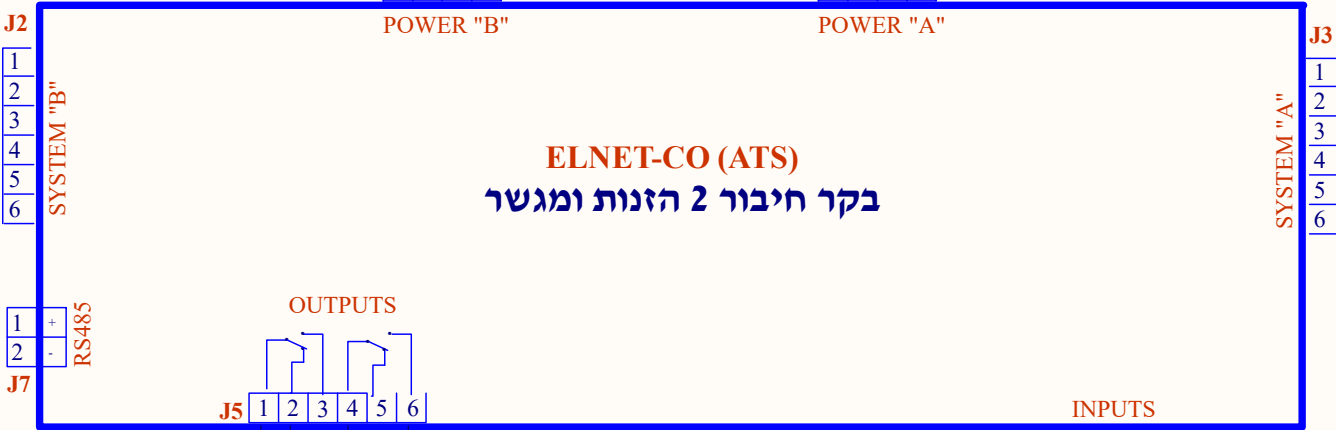 J2
POWER "B"
POWER "A"
J3
1
2
3
4
5
6
SYSTEM "B"
1
2
3
4
5
6
SYSTEM "A"
ELNET-CO (ATS)
בקר חיבור 2 הזנות ומגשר
1 +
2 -
RS485
J7
OUTPUTS
J5 1 2 3 4 5 6
INPUTS